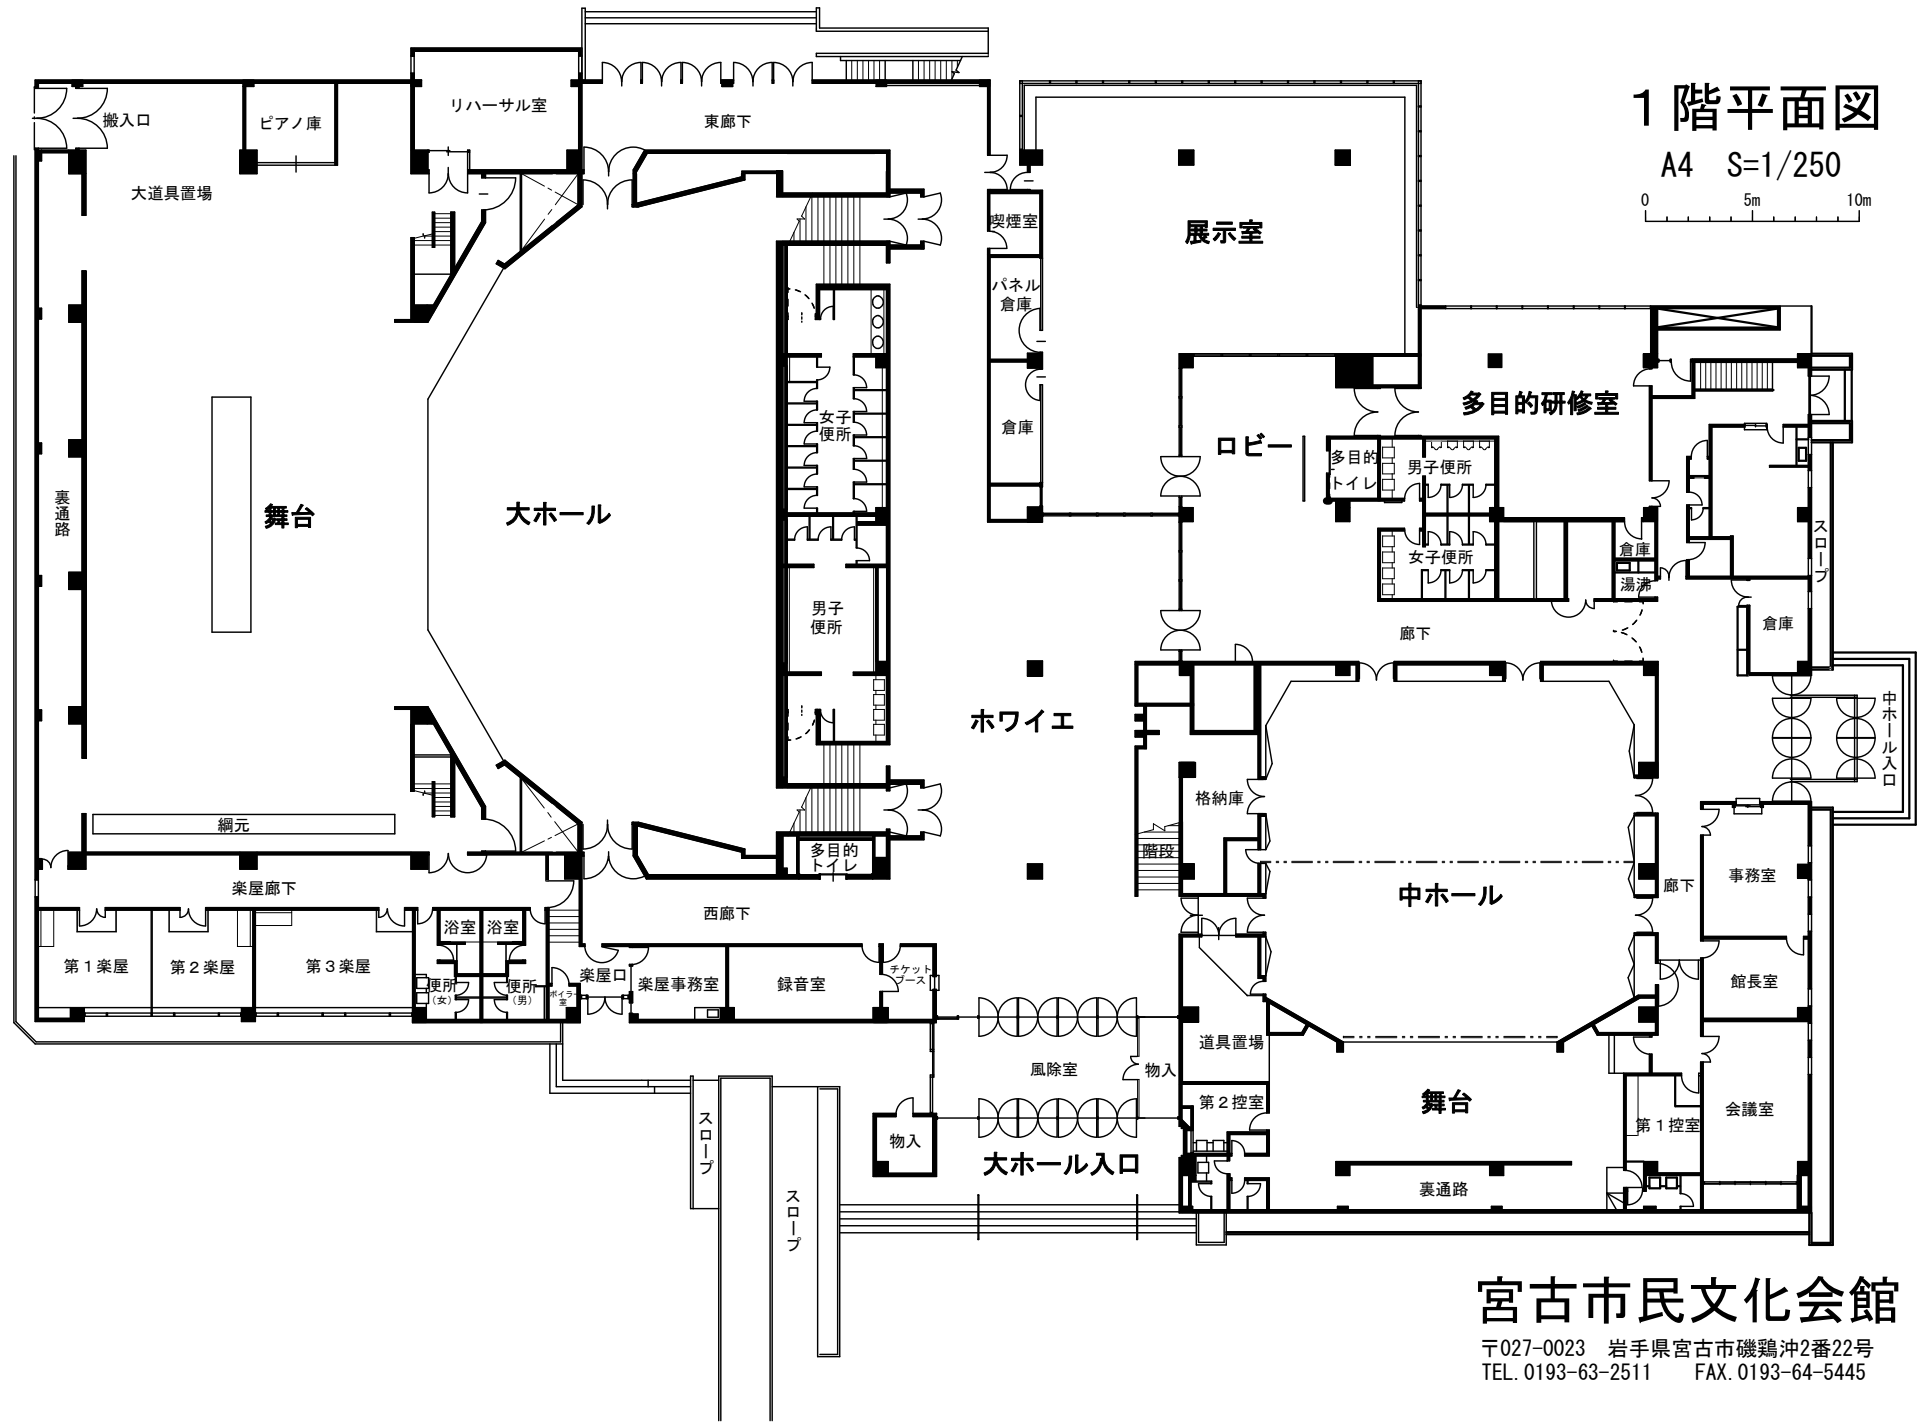 1階平面図
A4 S=1/250
0 5m 10m
搬入口
ピアノ庫
リハーサル室
東廊下
大道具置場
喫煙室
展示室
パネル
倉庫
倉庫
女子
便所
裏通路
舞台
大ホール
男子
便所
ロビー
多目的
トイレ
男子便所
女子便所
多目的研修室
倉庫
湯沸
スロープ
倉庫
廊下
中ホール入口
ホワイエ
格納庫
階段
中ホール
廊下
事務室
館長室
会議室
綱元
楽屋廊下
多目的
トイレ
西廊下
第1楽屋
第2楽屋
第3楽屋
浴室
浴室
便所
(女)
便所
(男)
ボイラー
室
楽屋口
楽屋事務室
録音室
チケット
ブース
風除室
物入
物入
大ホール入口
道具置場
第2控室
舞台
第1控室
裏通路
スロープ
スロープ
宮古市民文化会館
〒027-0023 岩手県宮古市磯鶏沖2番22号
TEL.0193-63-2511 FAX.0193-64-5445